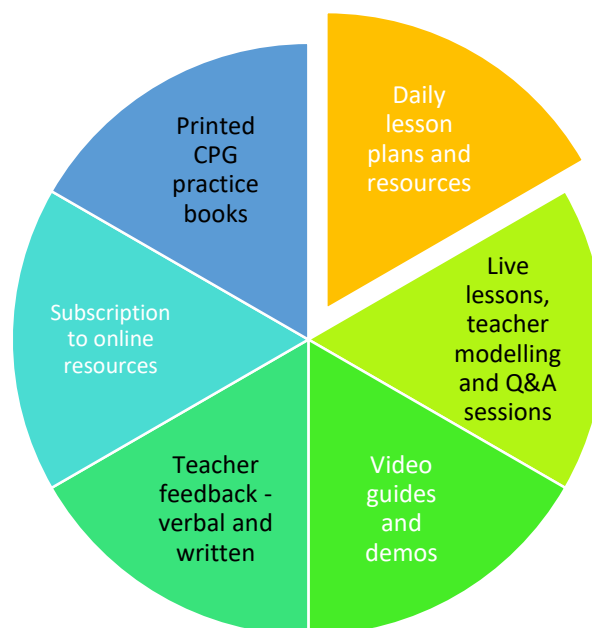 Daily
lesson
plans and
resources
Live
lessons,
teacher
modelling
and Q&A
sessions
Video
guides
and
demos
Teacher
feedback -
verbal and
written
Subscription
to online
resources
Printed
CPG
practice
books